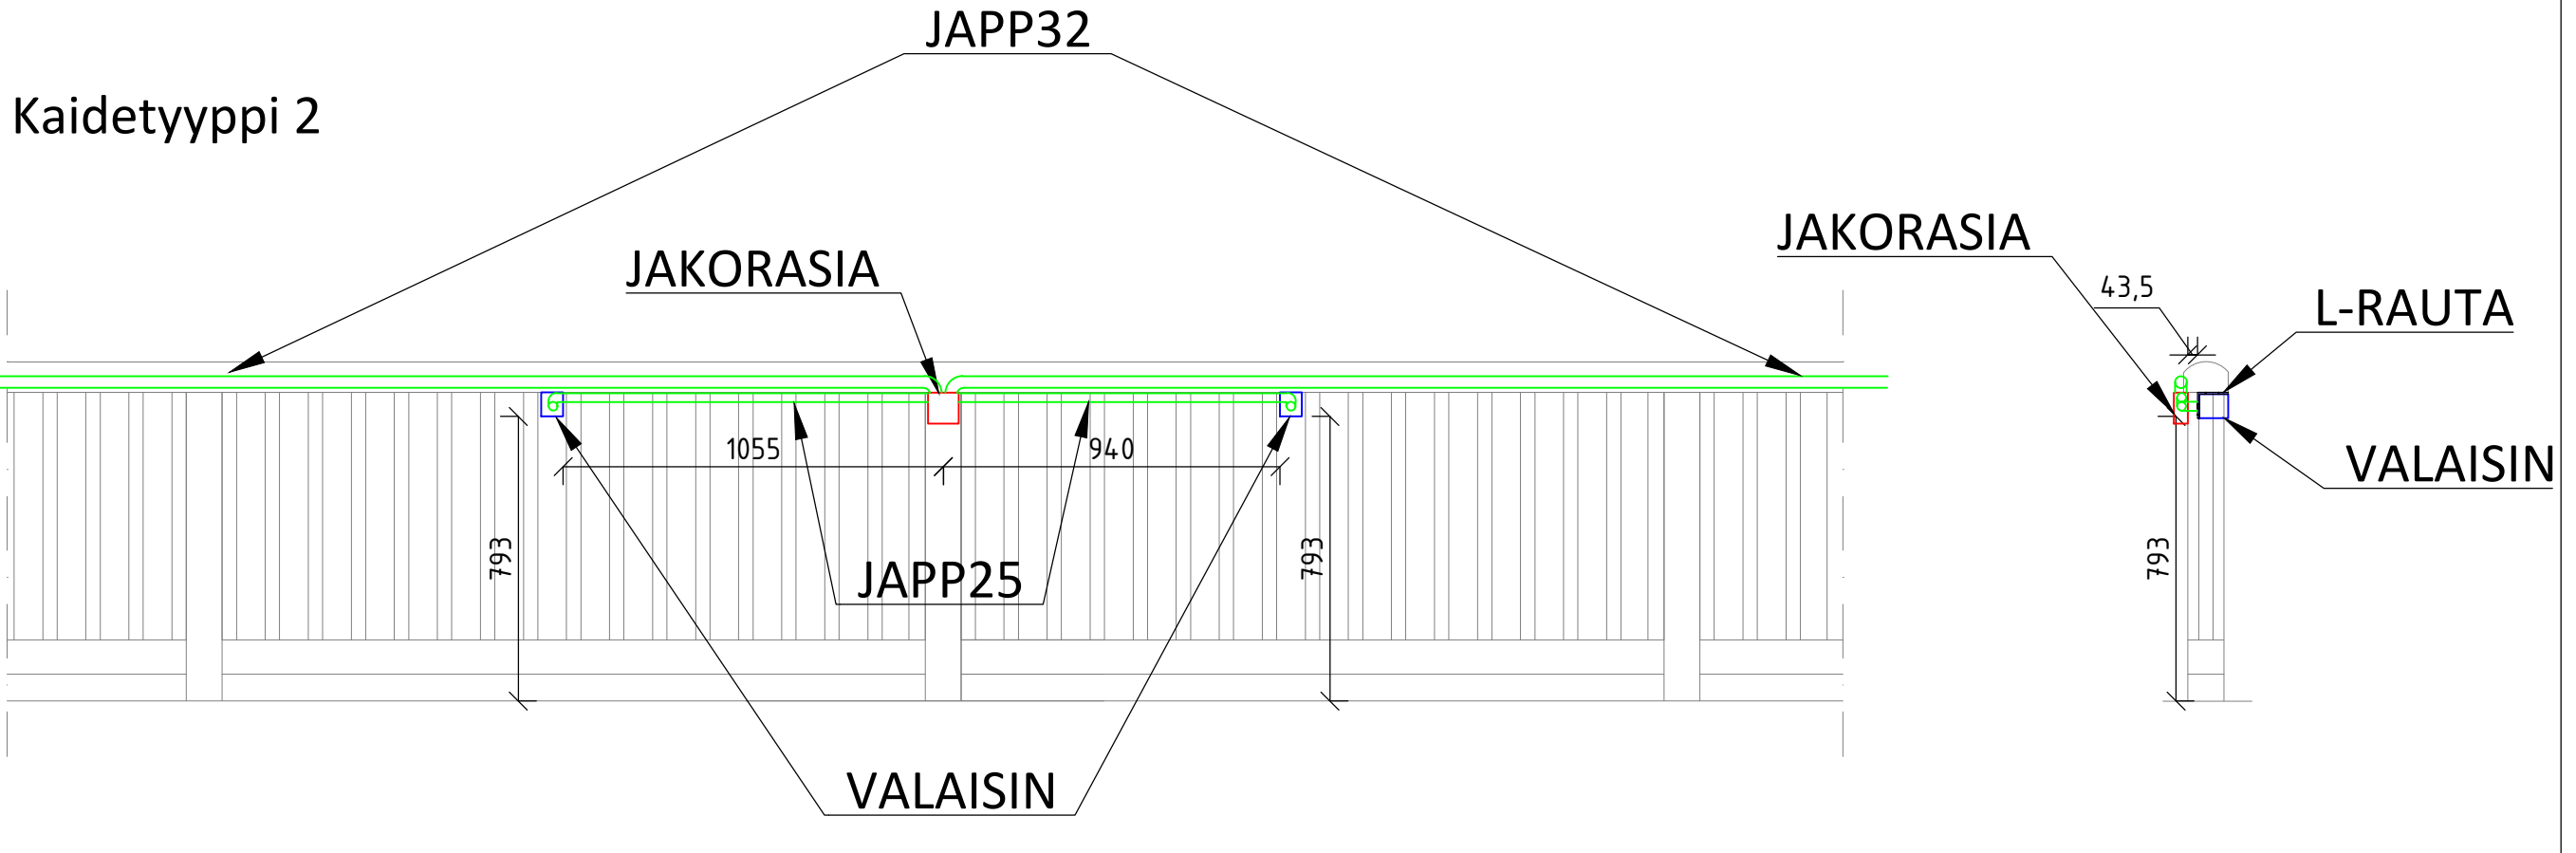 JAPP32
Kaidetyyppi 2
JAKORASIA
JAKORASIA
43,5
L-RAUTA
1055
940
VALAISIN
793
793
793
JAPP25
VALAISIN